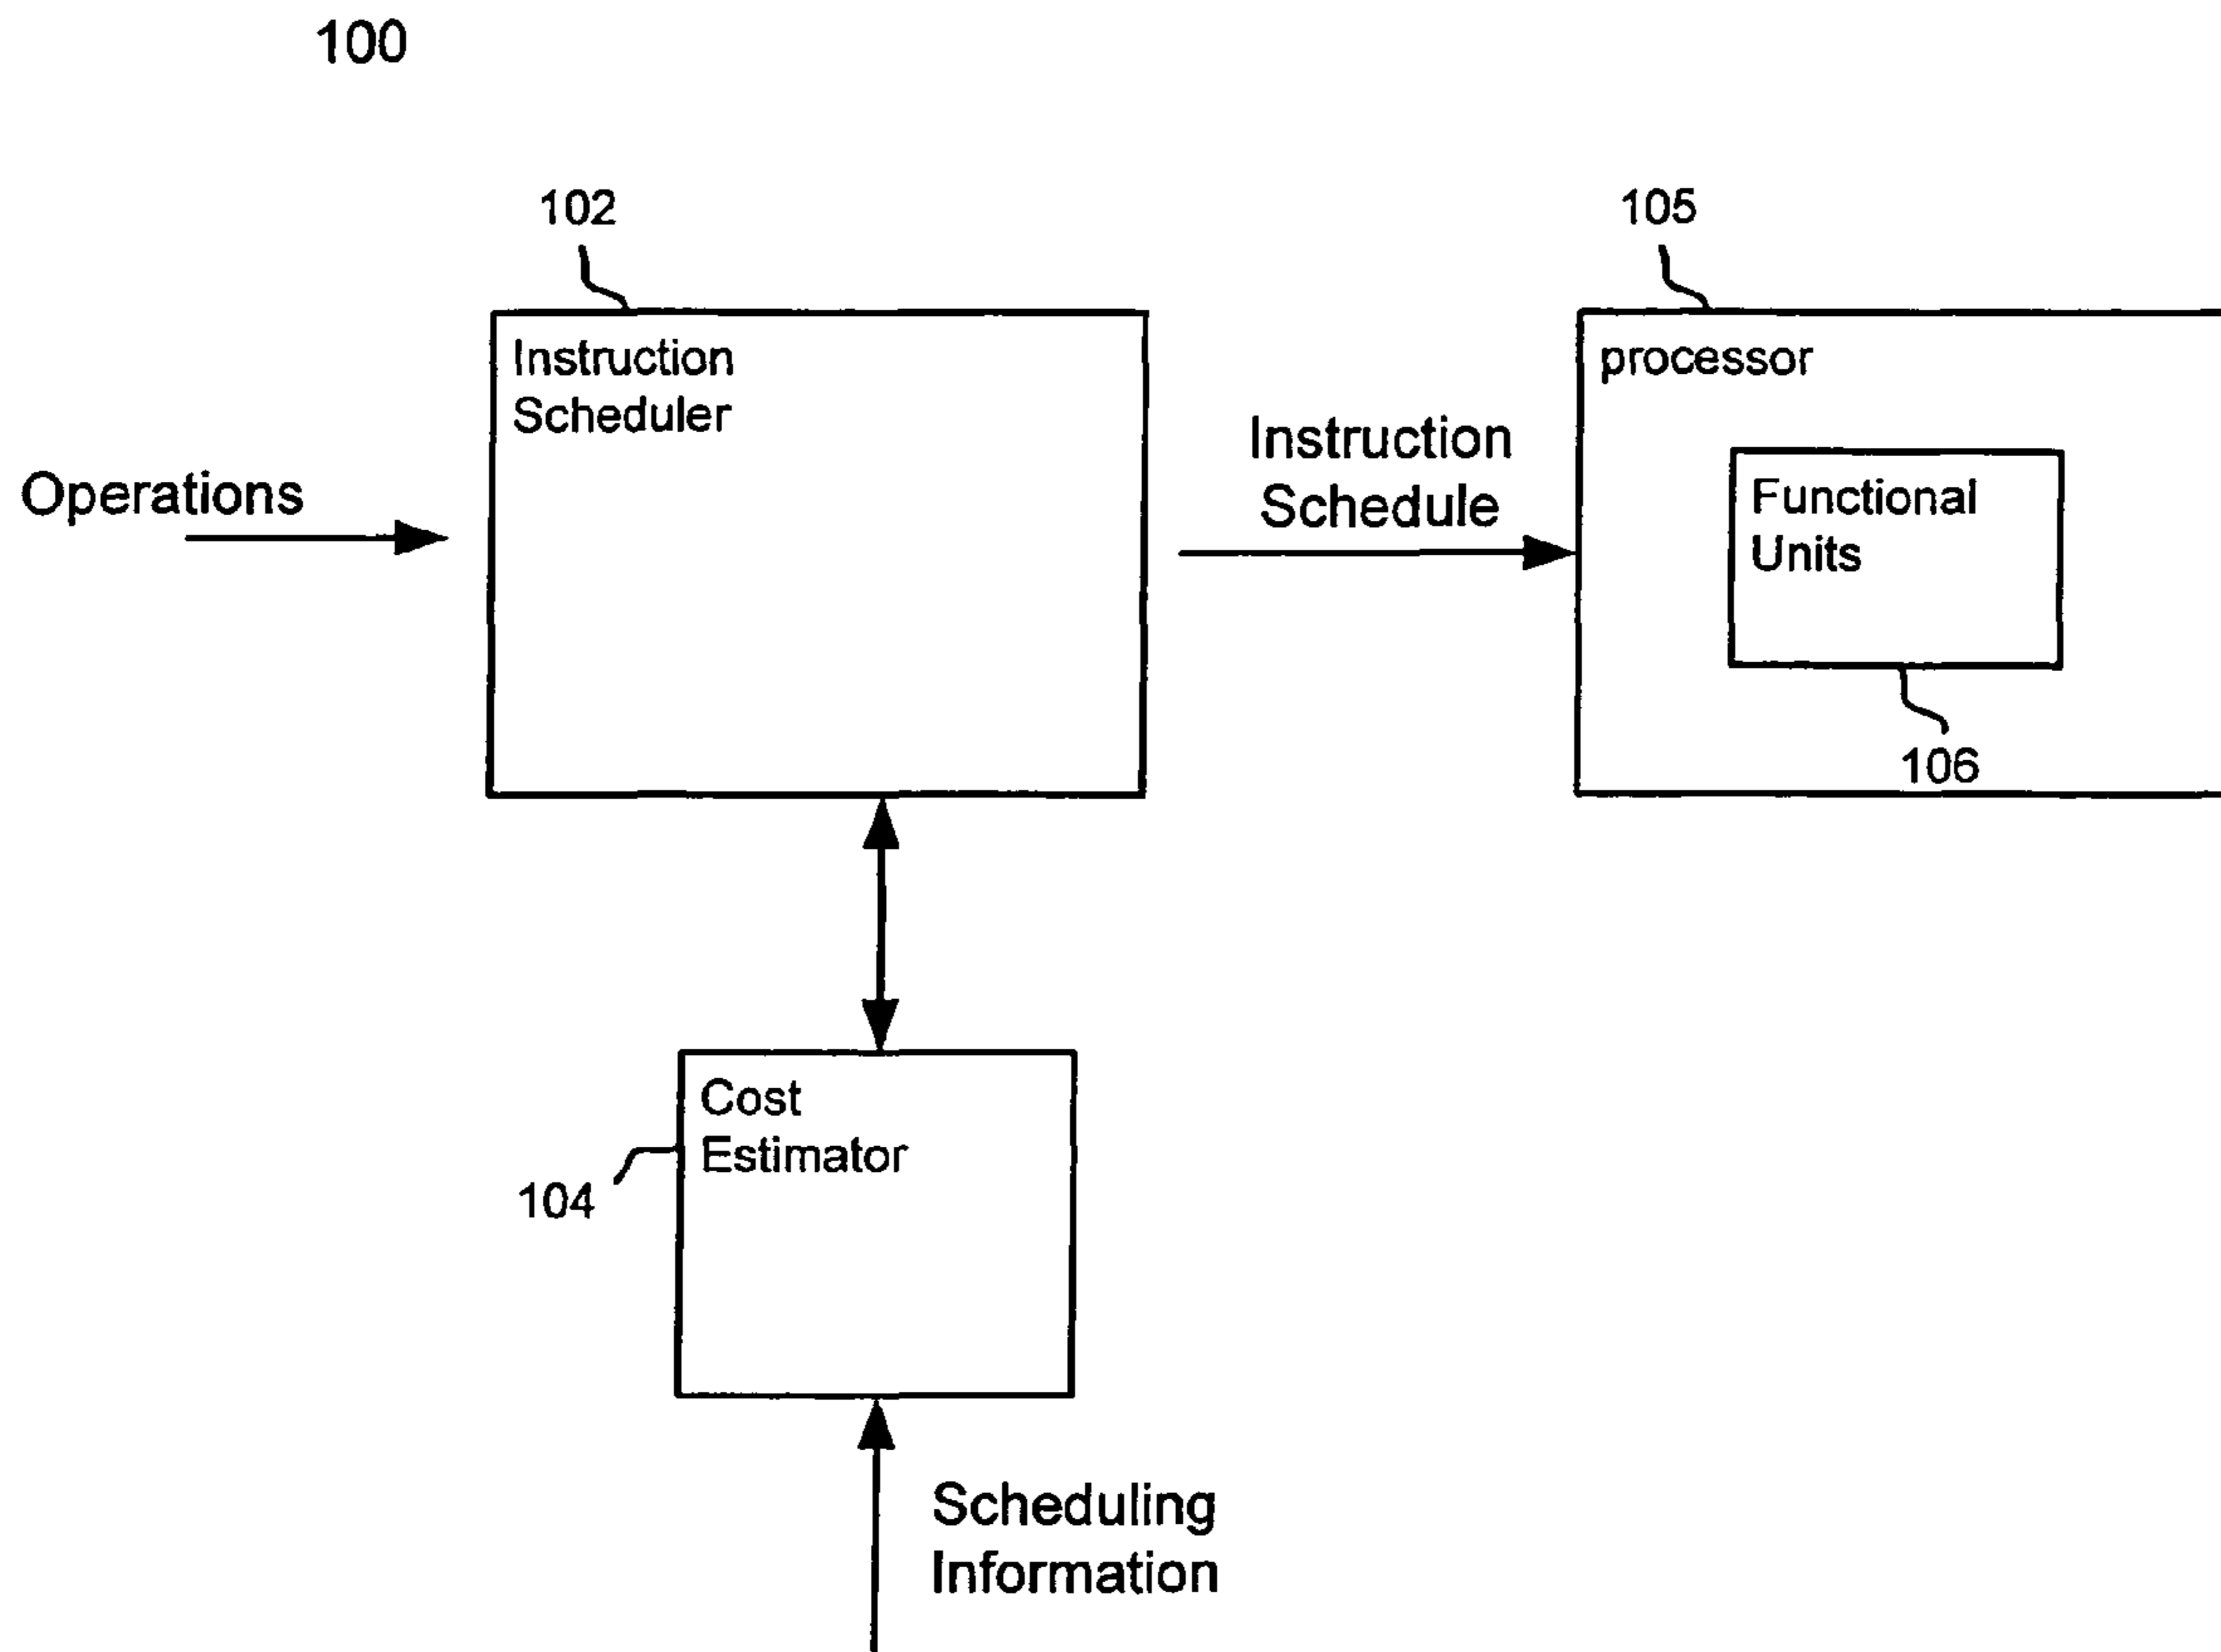 100
102
105
Instruction
Scheduler
processor
Operations
Instruction
Schedule
Functional
Units
106
Cost
Estimator
104
Scheduling
Information